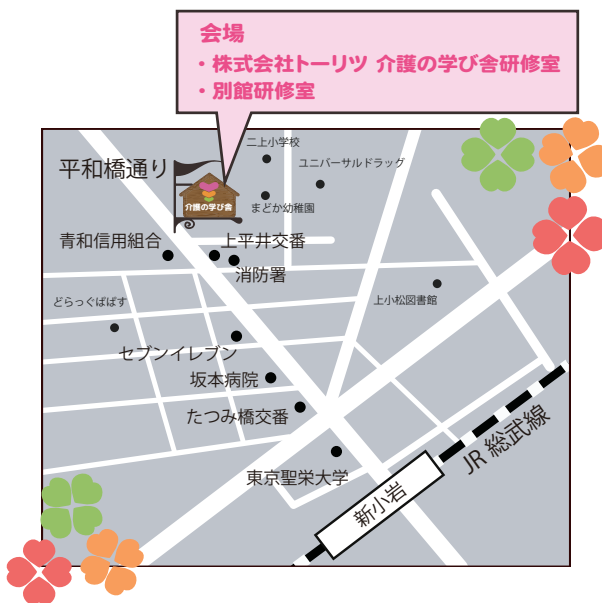 会場
・株式会社トーリツ 介護の学び舎研修室
・別館研修室
二上小学校
平和橋通り
ユニバーサルドラッグ
介護の学び舎
まどか幼稚園
青和信用組合
上平井交番
消防署
どらっぐぱぱす
上小松図書館
セブンイレブン
坂本病院
たつみ橋交番
JR 総武線
東京聖栄大学
新小岩